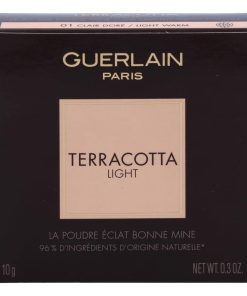 01 CLAIR DORÉ / LIGHT WARM
GUERLAIN
PARIS
TERRACOTTA
LIGHT
LA POUDRE ÉCLAT BONNE MINE
96% D'INGRÉDIENTS D'ORIGINE NATURELLE*
10g NET WT. 0.3 OZ.